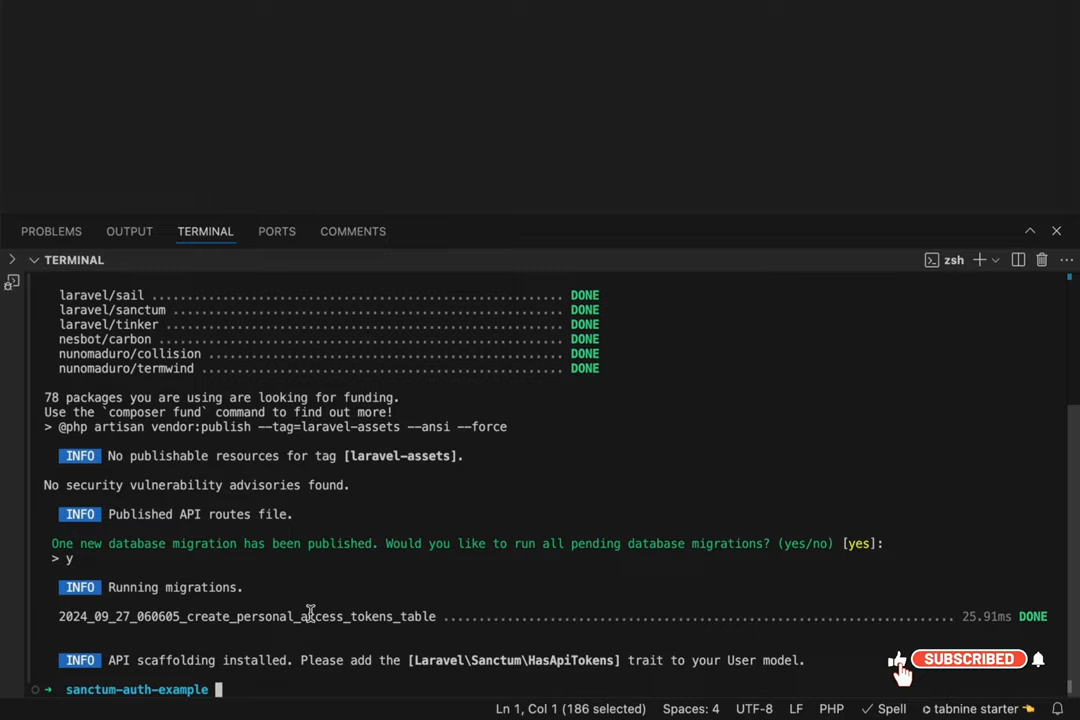 PROBLEMS OUTPUT TERMINAL PORTS COMMENTS
TERMINAL zsh
laravel/sail ...................................................... DONE
laravel/sanctum ................................................... DONE
laravel/tinker .................................................... DONE
nesbot/carbon ..................................................... DONE
nunomaduro/collision .............................................. DONE
nunomaduro/termwind ............................................... DONE
78 packages you are using are looking for funding.
Use the `composer fund` command to find out more!
> @php artisan vendor:publish --tag=laravel-assets --ansi --force
INFO No publishable resources for tag [laravel-assets].
No security vulnerability advisories found.
INFO Published API routes file.
One new database migration has been published. Would you like to run all pending database migrations? (yes/no) [yes]:
> y
INFO Running migrations.
2024_09_27_060605_create_personal_access_tokens_table ........................................................................ 25.91ms DONE
INFO API scaffolding installed. Please add the [Laravel\Sanctum\HasApiTokens] trait to your User model.
SUBSCRIBED
sanctum-auth-example
Ln 1, Col 1 (186 selected) Spaces: 4 UTF-8 LF PHP Spell tabnine starter